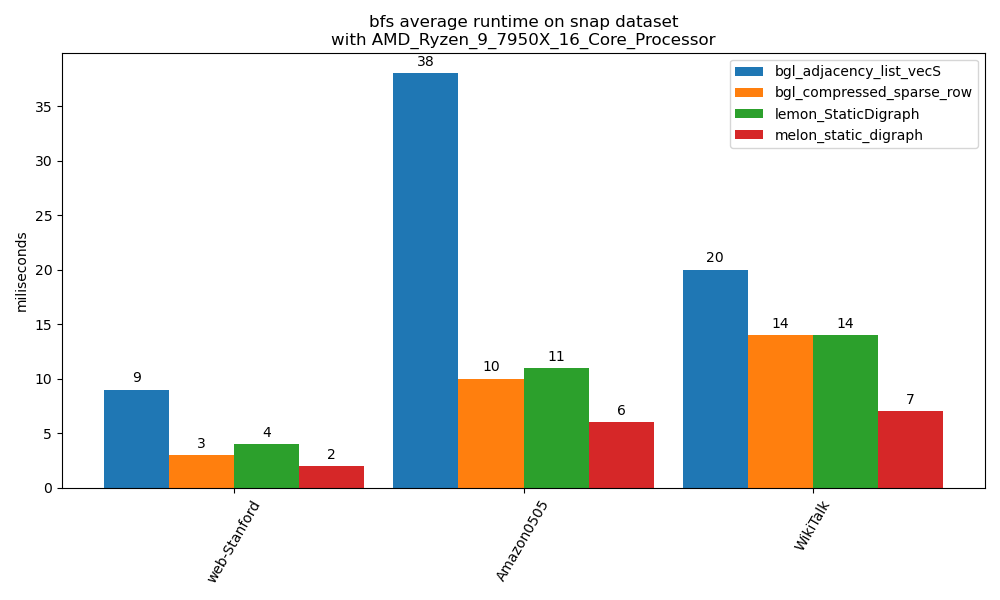 bfs average runtime on snap dataset
with AMD_Ryzen_9_7950X_16_Core_Processor
bgl_adjacency_list_vecS
bgl_compressed_sparse_row
lemon_StaticDigraph
melon_static_digraph
miliseconds
35
30
25
20
15
10
5
0
9
3
4
2
38
10
11
6
20
14
14
7
web-Stanford
Amazon0505
WikiTalk